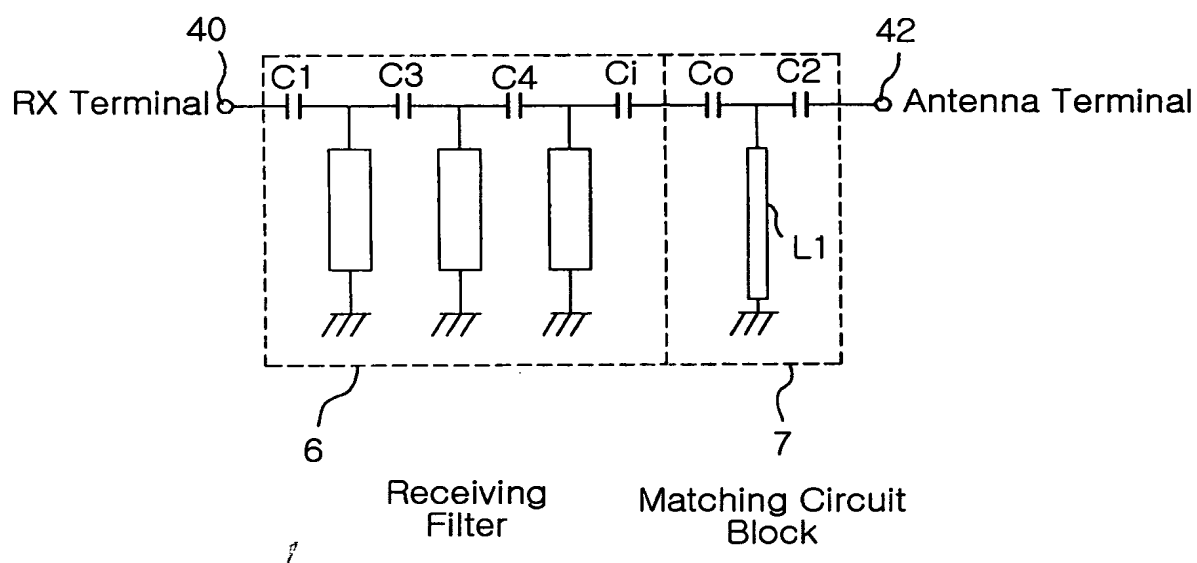 40
42
C1
C3
C4
Ci
Co
C2
RX Terminal
Antenna Terminal
L1
6
7
Receiving
Filter
Matching Circuit
Block